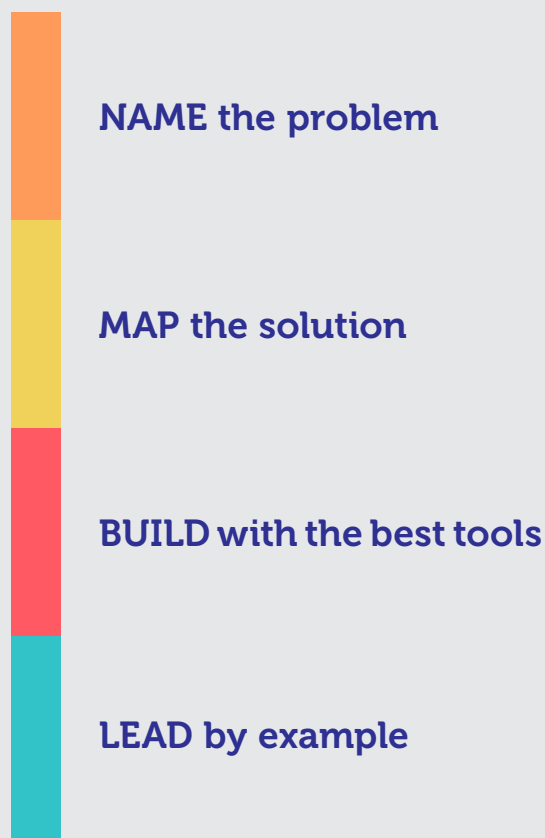 NAME the problem
MAP the solution
BUILD with the best tools
LEAD by example